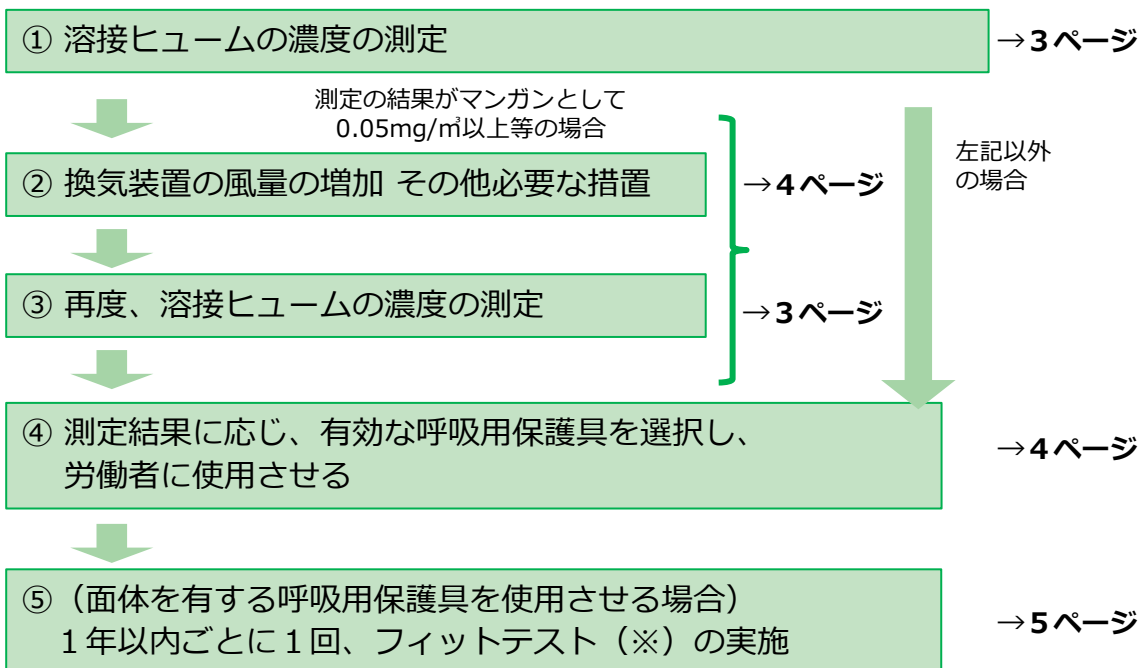 ① 溶接ヒュームの濃度の測定
→３ページ
測定の結果がマンガンとして
0.05mg/㎥以上等の場合
左記以外
の場合
② 換気装置の風量の増加 その他必要な措置
→４ページ
③ 再度、溶接ヒュームの濃度の測定
→３ページ
④ 測定結果に応じ、有効な呼吸用保護具を選択し、
労働者に使用させる
→４ページ
⑤（面体を有する呼吸用保護具を使用させる場合）
１年以内ごとに１回、フィットテスト（※）の実施
→５ページ